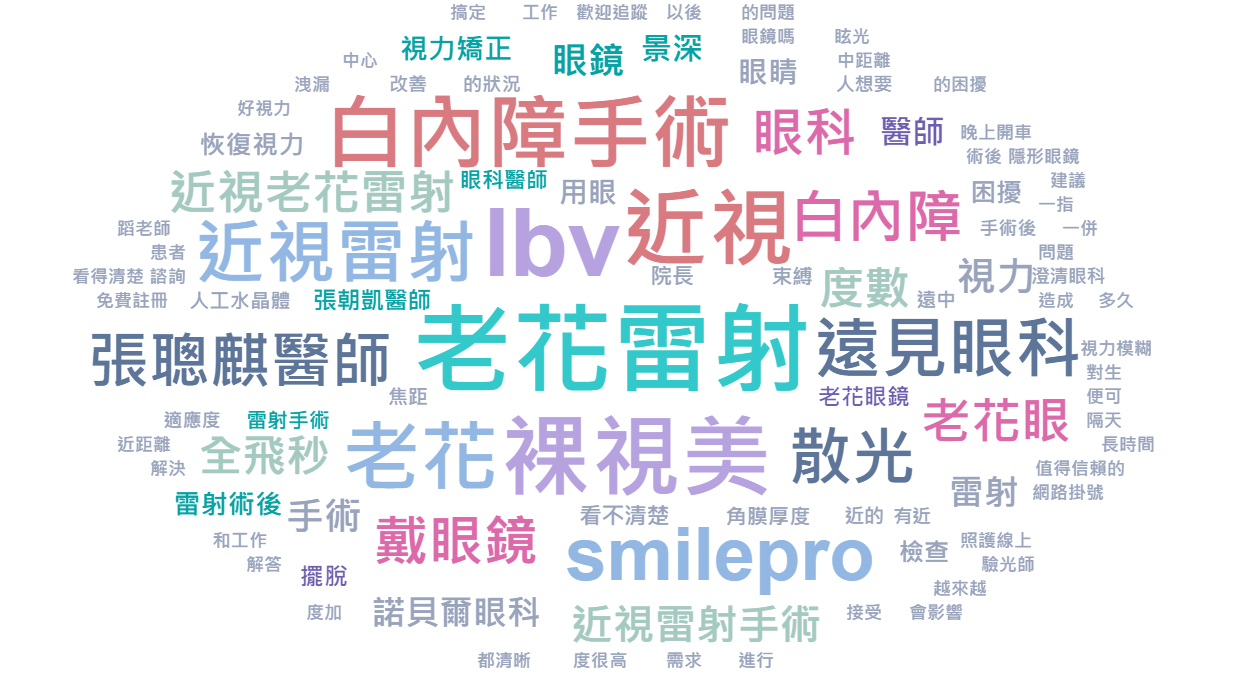 搞定 工作 歡迎追蹤 以後 的問題
視力矯正 眼鏡 景深 眼鏡嗎 眩光
中心 眼睛 中距離
洩漏 改善 的狀況 人想要 的困擾
好視力 白內障手術 眼科 醫師 晚上開車
恢復視力 術後 隱形眼鏡
近視老花雷射 眼科醫師 用眼 困擾 建議
一指
蹈老師 近視雷射 lbv 近視 白內障 手術後 一併
患者 問題
看得清楚 諮詢 院長 束縛 度數 視力 澄清眼科
免費註冊 人工水晶體 張朝凱醫師 遠中 造成 多久
張聰麒醫師 老花雷射 遠見眼科 視力模糊
對生
焦距 老花眼鏡 便可
適應度 雷射手術 老花眼 隔天
近距離 全飛秒 老花 裸視美 散光 長時間
解決 值得信賴的
雷射術後 手術 雷射 網路掛號
看不清楚 角膜厚度 近的 有近
和工作 戴眼鏡 smilepro 檢查 照護線上
解答 驗光師
擺脫 越來越
度加 諾貝爾眼科 近視雷射手術 接受 會影響
都清晰 度很高 需求 進行